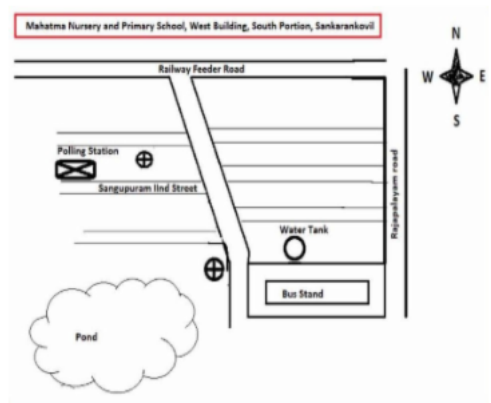 Mahatma Nursery and Primary School, West Building, South Portion, Sankarankovil
N
W E
S
Railway Feeder Road
Polling Station
Sangupuram IInd Street
Rajapalayam road
Water Tank
Bus Stand
Pond